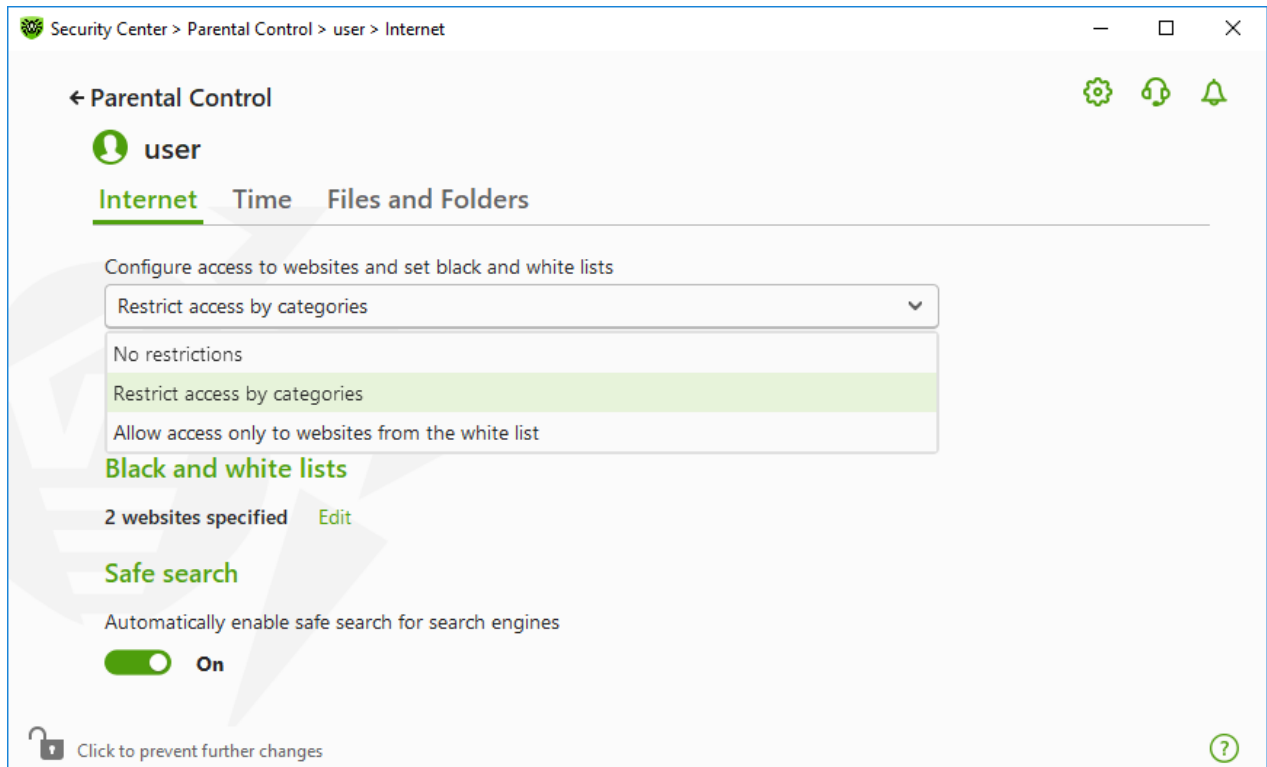 Security Center > Parental Control > user > Internet
Parental Control
user
Internet Time Files and Folders
Configure access to websites and set black and white lists
Restrict access by categories
No restrictions
Restrict access by categories
Allow access only to websites from the white list
Black and white lists
2 websites specified Edit
Safe search
Automatically enable safe search for search engines
On
Click to prevent further changes
?